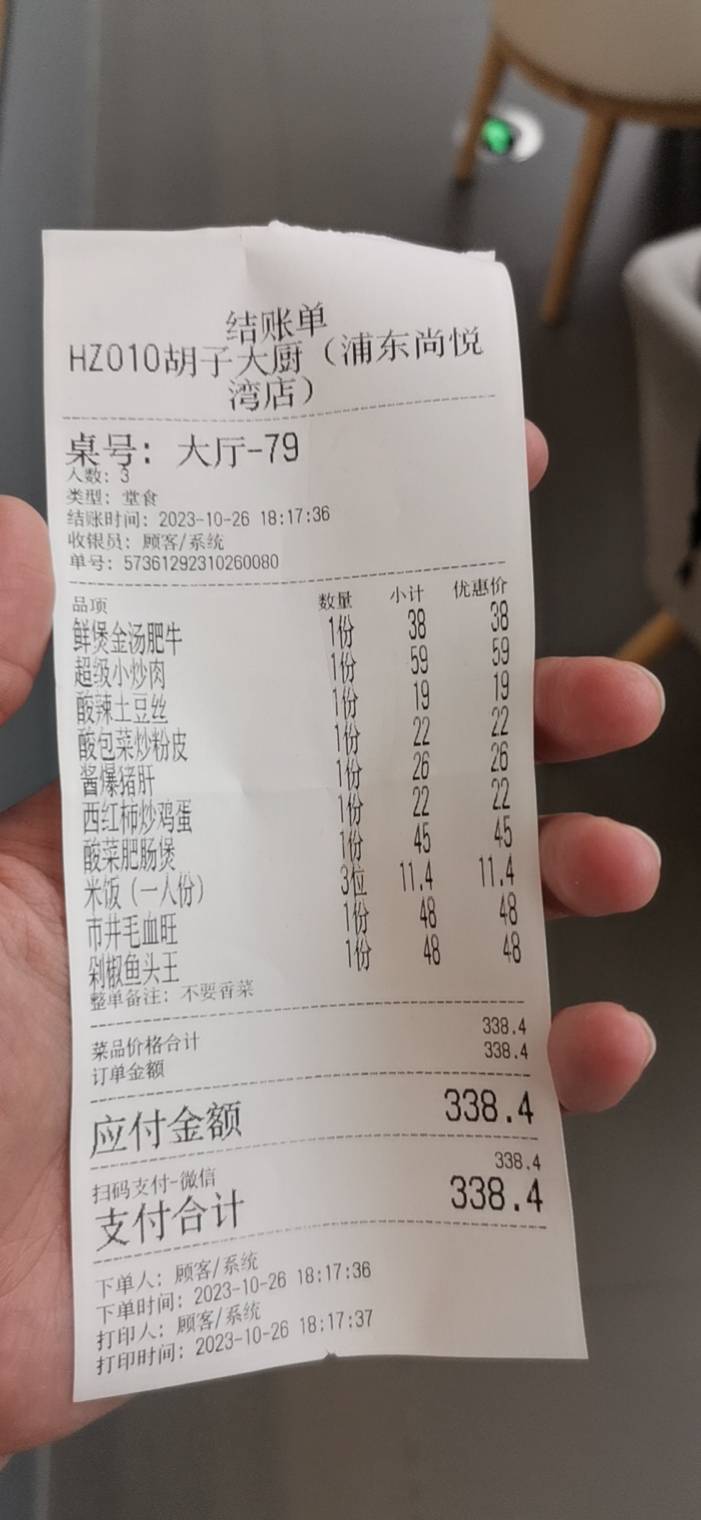 结账单
HZ010胡子大厨（浦东尚悦
湾店）
桌号: 大厅-79
人数: 3
类型: 堂食
结账时间: 2023-10-26 18:17:36
收银员: 顾客/系统
单号: 57361292310260080
品项 数量 小计 优惠价
鲜煲金汤肥牛 1份 38 38
超级小炒肉 1份 59 59
酸辣土豆丝 1份 19 19
酸包菜炒粉皮 1份 22 22
酱爆猪肝 1份 26 26
西红柿炒鸡蛋 1份 22 22
酸菜肥肠煲 1份 45 45
米饭（一人份） 3位 11.4 11.4
市井毛血旺 1份 48 48
剁椒鱼头王 1份 48 48
整单备注: 不要香菜
菜品价格合计 338.4
订单金额 338.4
应付金额 338.4
扫码支付-微信 338.4
支付合计 338.4
下单人: 顾客/系统
下单时间: 2023-10-26 18:17:36
打印人: 顾客/系统
打印时间: 2023-10-26 18:17:37